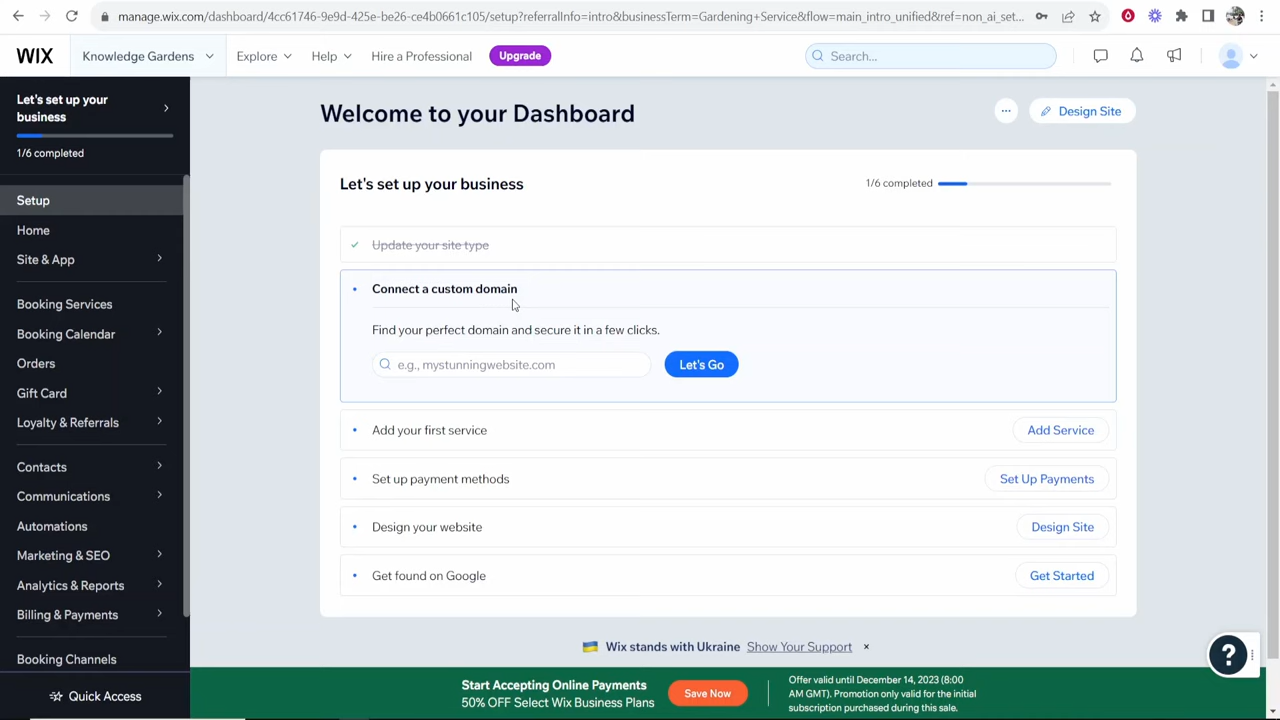 manage.wix.com/dashboard/4cc61746-9e9d-425e-be26-ce4b0661c105/setup?referralInfo=intro&businessTerm=Gardening+Service&flow=main_intro_unified&ref=non_ai_set...
WIX
Knowledge Gardens
Explore
Help
Hire a Professional
Upgrade
Search...
Let's set up your
business
1/6 completed
Setup
Home
Site & App
Booking Services
Booking Calendar
Orders
Gift Card
Loyalty & Referrals
Contacts
Communications
Automations
Marketing & SEO
Analytics & Reports
Billing & Payments
Booking Channels
Quick Access
Welcome to your Dashboard
Design Site
Let's set up your business
1/6 completed
Update your site type
Connect a custom domain
Find your perfect domain and secure it in a few clicks.
e.g., mystunningwebsite.com
Let's Go
Add your first service
Add Service
Set up payment methods
Set Up Payments
Design your website
Design Site
Get found on Google
Get Started
Wix stands with Ukraine Show Your Support ×
?
Start Accepting Online Payments
50% OFF Select Wix Business Plans
Save Now
Offer valid until December 14, 2023 (8:00
AM GMT). Promotion only valid for the initial
subscription purchased during this sale.